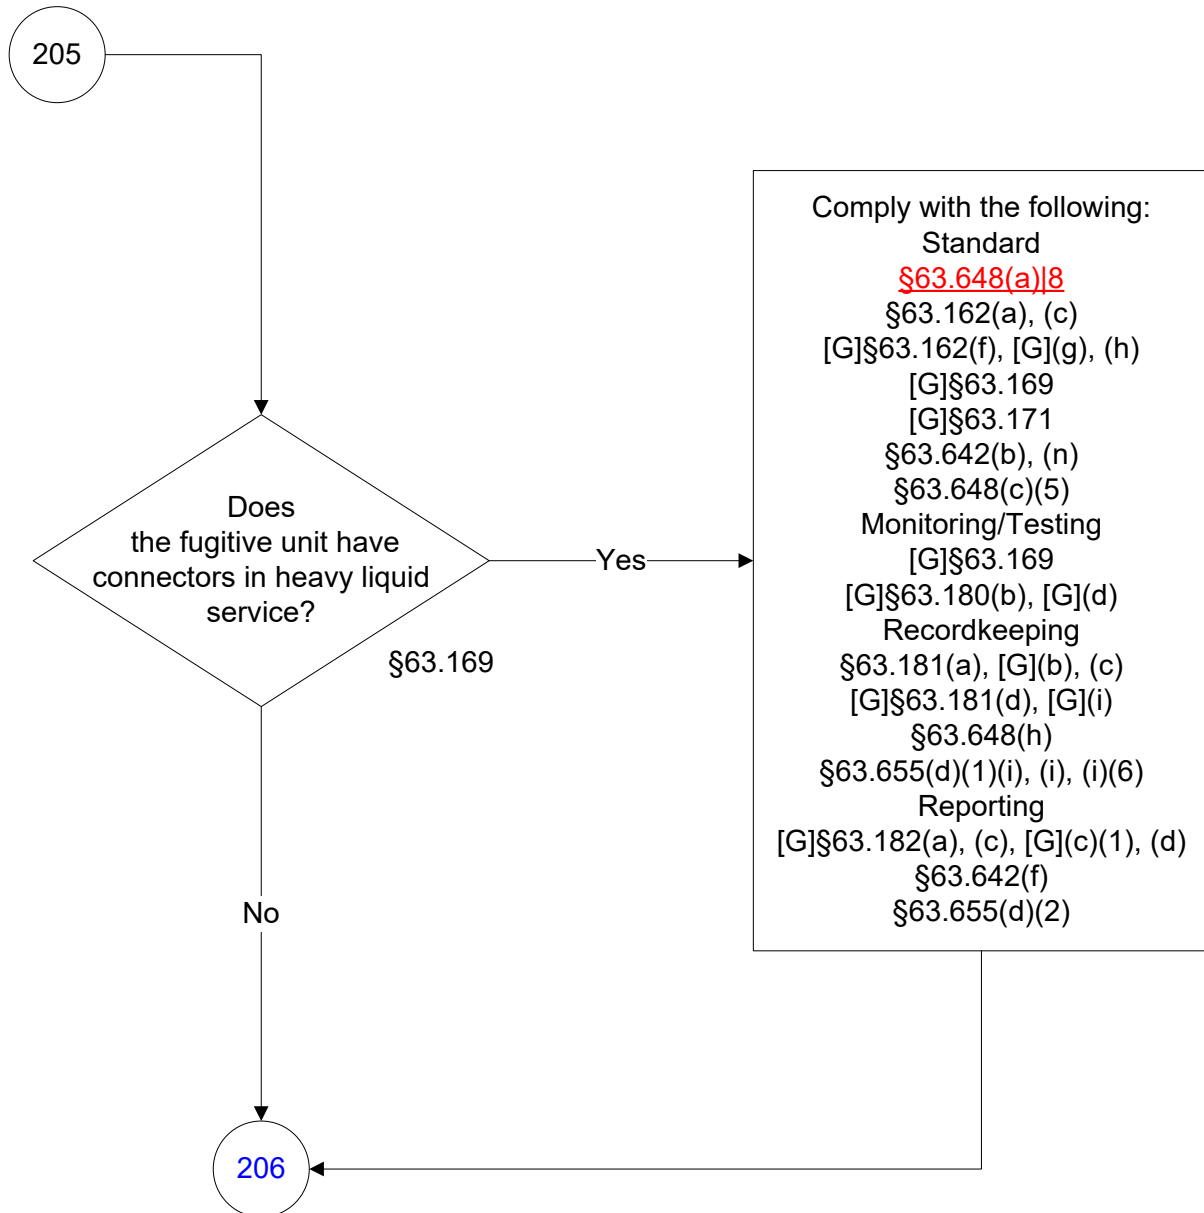 205
Does
the fugitive unit have
connectors in heavy liquid
service?
§63.169
Yes
No
Comply with the following:
Standard
§63.648(a)|8
§63.162(a), (c)
[G]§63.162(f), [G](g), (h)
[G]§63.169
[G]§63.171
§63.642(b), (n)
§63.648(c)(5)
Monitoring/Testing
[G]§63.169
[G]§63.180(b), [G](d)
Recordkeeping
§63.181(a), [G](b), (c)
[G]§63.181(d), [G](i)
§63.648(h)
§63.655(d)(1)(i), (i), (i)(6)
Reporting
[G]§63.182(a), (c), [G](c)(1), (d)
§63.642(f)
§63.655(d)(2)
206